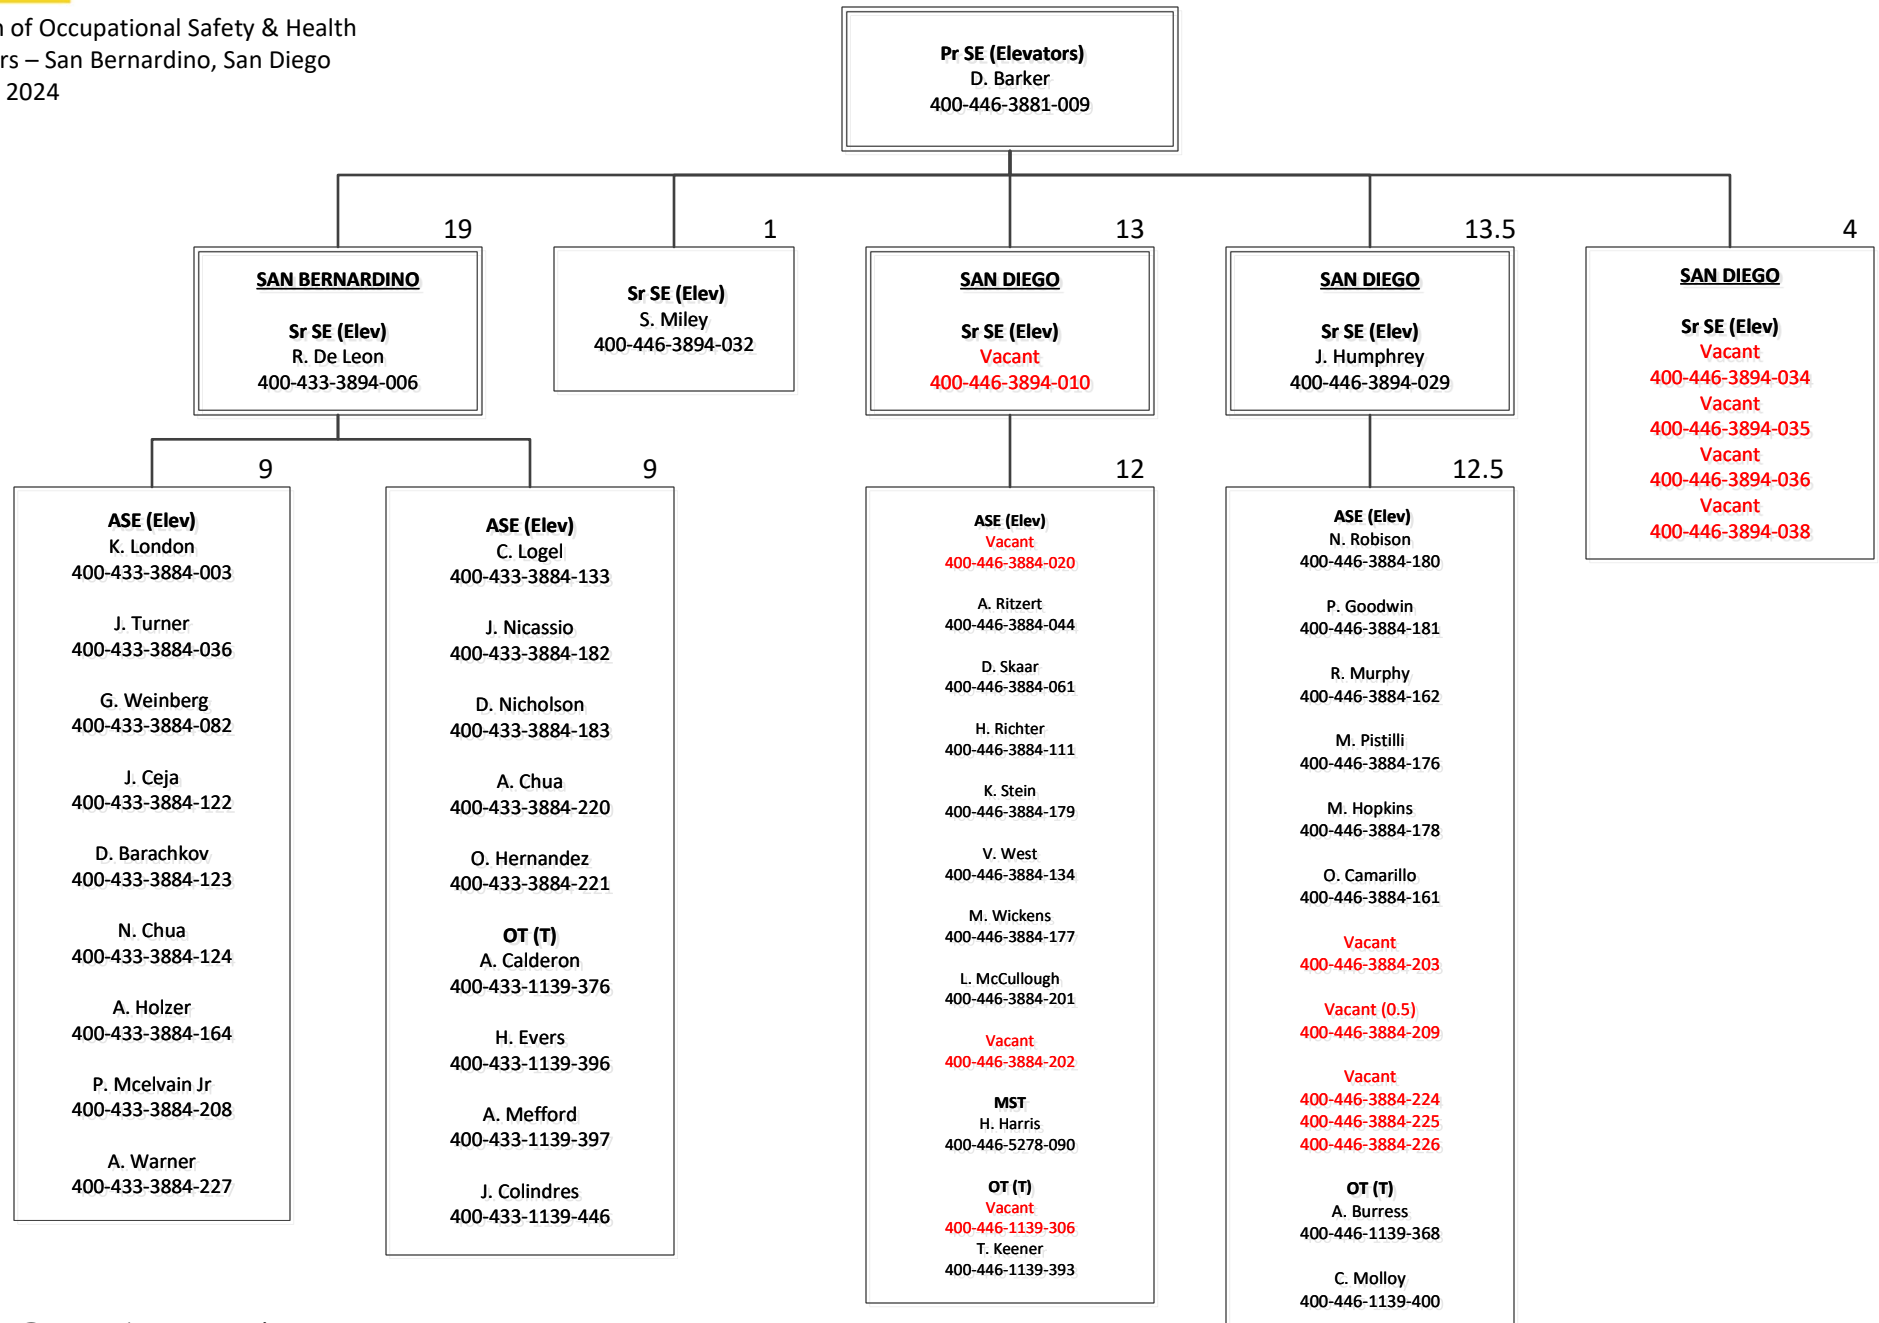 of Occupational Safety & Health
– San Bernardino, San Diego
2024
Pr SE (Elevators)
D. Barker
400-446-3881-009
19
SAN BERNARDINO
Sr SE (Elev)
R. De Leon
400-433-3894-006
1
Sr SE (Elev)
S. Miley
400-446-3894-032
13
SAN DIEGO
Sr SE (Elev)
Vacant
400-446-3894-010
13.5
SAN DIEGO
Sr SE (Elev)
J. Humphrey
400-446-3894-029
4
SAN DIEGO
Sr SE (Elev)
Vacant
400-446-3894-034
Vacant
400-446-3894-035
Vacant
400-446-3894-036
Vacant
400-446-3894-038
9
ASE (Elev)
K. London
400-433-3884-003
J. Turner
400-433-3884-036
G. Weinberg
400-433-3884-082
J. Ceja
400-433-3884-122
D. Barachkov
400-433-3884-123
N. Chua
400-433-3884-124
A. Holzer
400-433-3884-164
P. Mcelvain Jr
400-433-3884-208
A. Warner
400-433-3884-227
9
ASE (Elev)
C. Logel
400-433-3884-133
J. Nicassio
400-433-3884-182
D. Nicholson
400-433-3884-183
A. Chua
400-433-3884-220
O. Hernandez
400-433-3884-221
OT (T)
A. Calderon
400-433-1139-376
H. Evers
400-433-1139-396
A. Mefford
400-433-1139-397
J. Colindres
400-433-1139-446
12
ASE (Elev)
Vacant
400-446-3884-020
A. Ritzert
400-446-3884-044
D. Skaar
400-446-3884-061
H. Richter
400-446-3884-111
K. Stein
400-446-3884-179
V. West
400-446-3884-134
M. Wickens
400-446-3884-177
L. McCullough
400-446-3884-201
Vacant
400-446-3884-202
MST
H. Harris
400-446-5278-090
OT (T)
Vacant
400-446-1139-306
T. Keener
400-446-1139-393
12.5
ASE (Elev)
N. Robison
400-446-3884-180
P. Goodwin
400-446-3884-181
R. Murphy
400-446-3884-162
M. Pistilli
400-446-3884-176
M. Hopkins
400-446-3884-178
O. Camarillo
400-446-3884-161
Vacant
400-446-3884-203
Vacant (0.5)
400-446-3884-209
Vacant
400-446-3884-224
400-446-3884-225
400-446-3884-226
OT (T)
A. Burress
400-446-1139-368
C. Molloy
400-446-1139-400